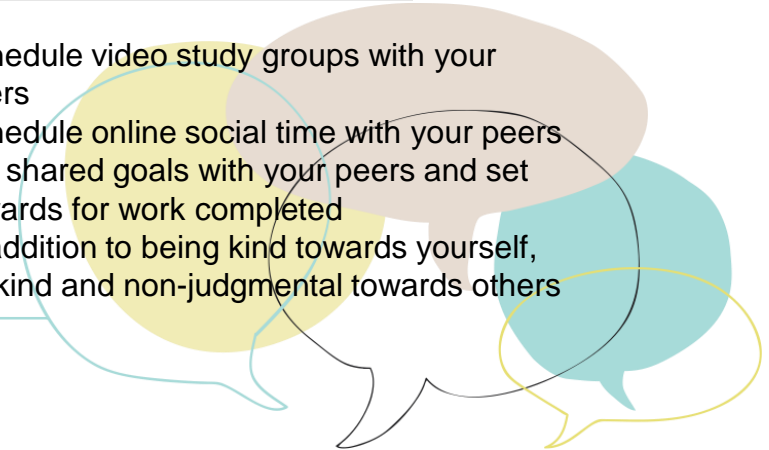 hedule video study groups with your
ers
hedule online social time with your peers
shared goals with your peers and set
ards for work completed
addition to being kind towards yourself,
kind and non-judgmental towards others